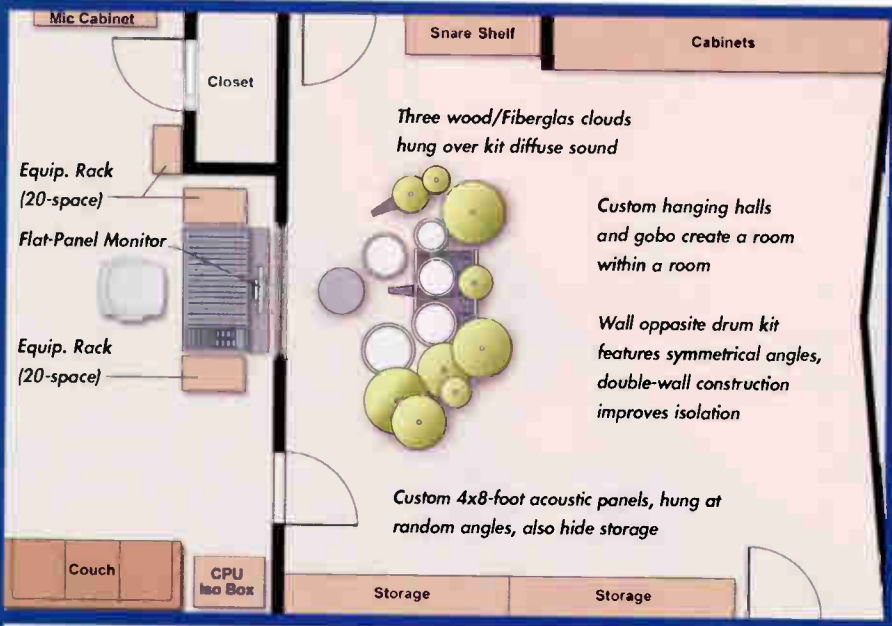 Mic Cabinet
Closet
Snare Shelf
Cabinets
Three wood/Fiberglas clouds
hung over kit diffuse sound
Equip. Rack
(20-space)
Flat-Panel Monitor
Custom hanging halls
and gobo create a room
within a room
Equip. Rack
(20-space)
Wall opposite drum kit
features symmetrical angles,
double-wall construction
improves isolation
Custom 4x8-foot acoustic panels, hung at
random angles, also hide storage
Couch
CPU
Iso Box
Storage
Storage